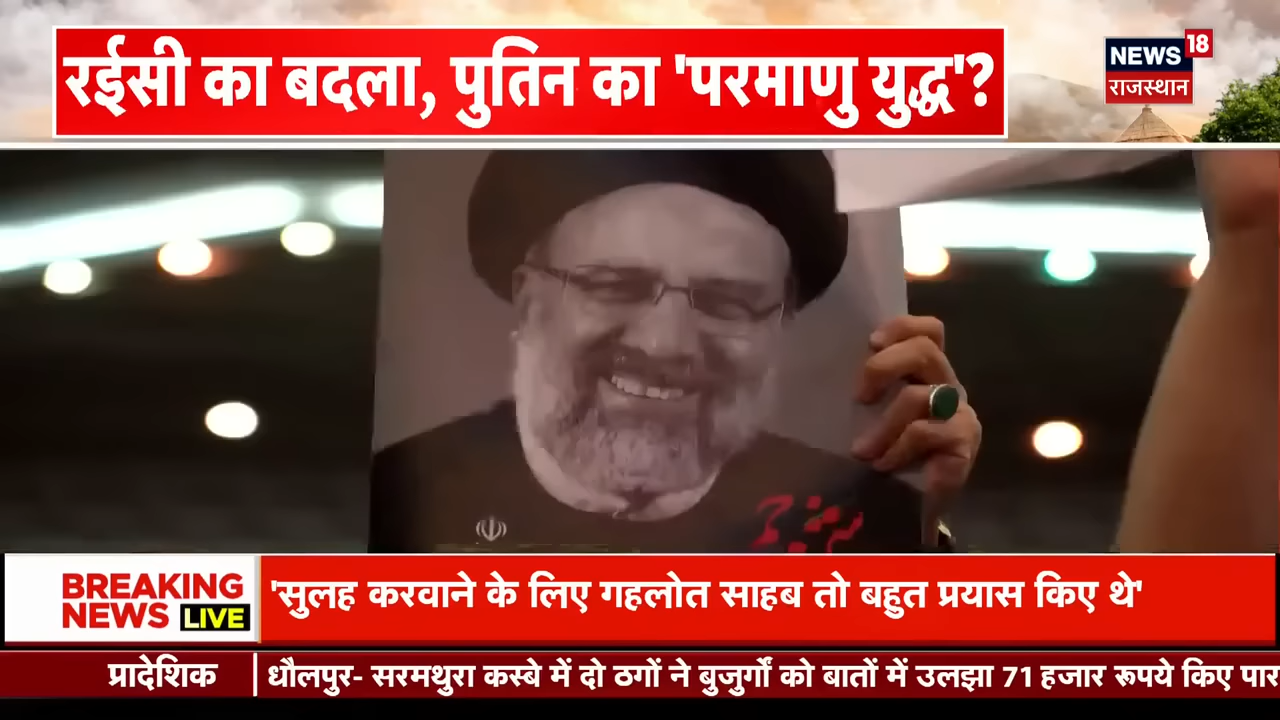 रईसी का बदला, पुतिन का 'परमाणु युद्ध'?
NEWS 18
राजस्थान
BREAKING
NEWS LIVE
'सुलह करवाने के लिए गहलोत साहब तो बहुत प्रयास किए थे'
प्रादेशिक
धौलपुर- सरमथुरा कस्बे में दो ठगों ने बुजुर्गों को बातों में उलझा 71 हजार रूपये किए पार